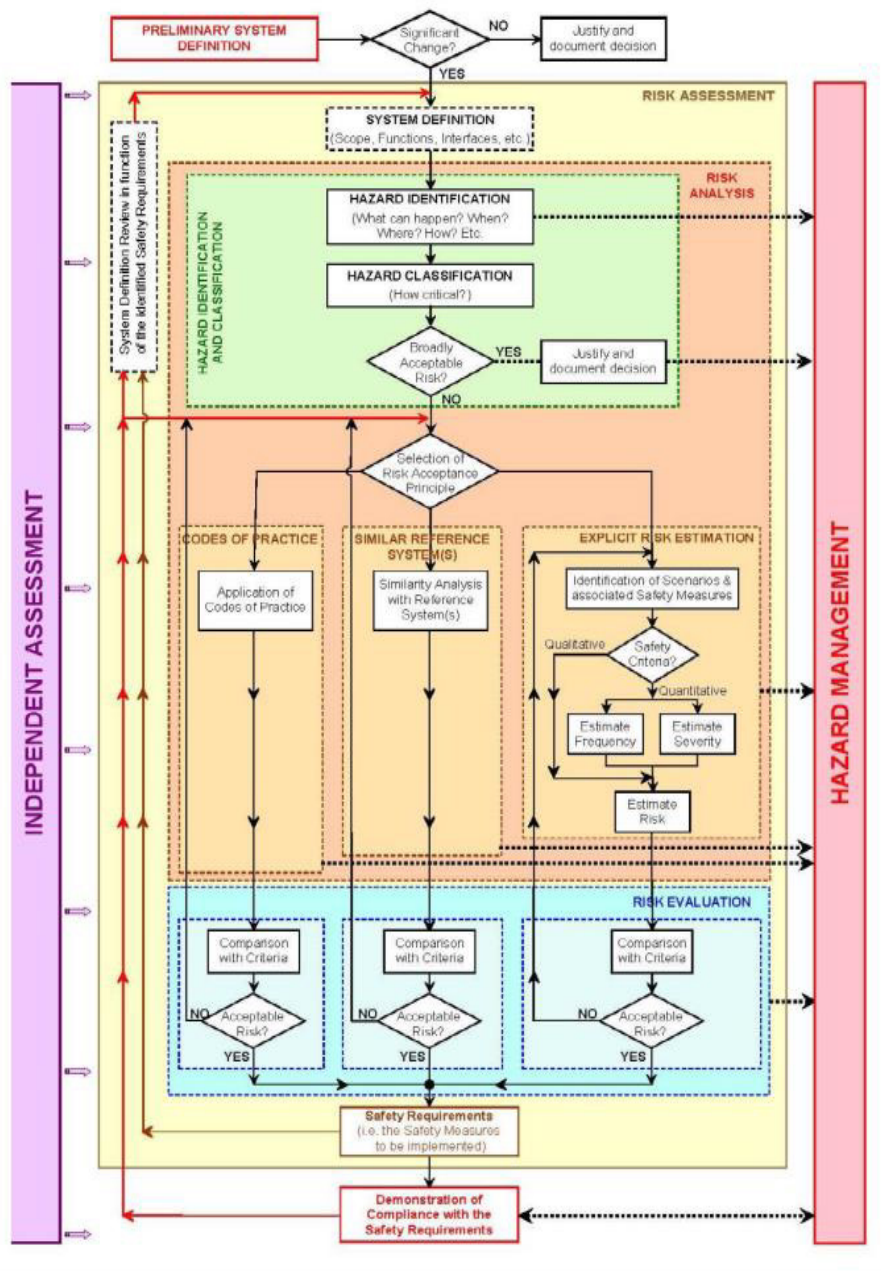 PRELIMINARY SYSTEM
DEFINITION
Significant
Change?
NO
Justify and
document decision
YES
RISK ASSESSMENT
SYSTEM DEFINITION
(Scope, Functions, Interfaces, etc.)
System Definition Review in function
of the identified Safety Requirements
RISK
ANALYSIS
HAZARD IDENTIFICATION
AND CLASSIFICATION
HAZARD IDENTIFICATION
(What can happen? When?
Where? How? Etc.
HAZARD CLASSIFICATION
(How critical?)
Broadly
Acceptable
Risk?
YES
Justify and
document decision
NO
Selection of
Risk Acceptance
Principle
INDEPENDENT ASSESSMENT
HAZARD MANAGEMENT
CODES OF PRACTICE
SIMILAR REFERENCE
SYSTEM(S)
EXPLICIT RISK ESTIMATION
Application of
Codes of Practice
Similarity Analysis
with Reference
System(s)
Identification of Scenarios &
associated Safety Measures
Qualitative
Safety
Criteria?
Quantitative
Estimate
Frequency
Estimate
Severity
Estimate
Risk
RISK EVALUATION
Comparison
with Criteria
Comparison
with Criteria
Comparison
with Criteria
NO
Acceptable
Risk?
NO
Acceptable
Risk?
NO
Acceptable
Risk?
YES
YES
YES
Safety Requirements
(i.e. the Safety Measures
to be implemented)
Demonstration of
Compliance with the
Safety Requirements